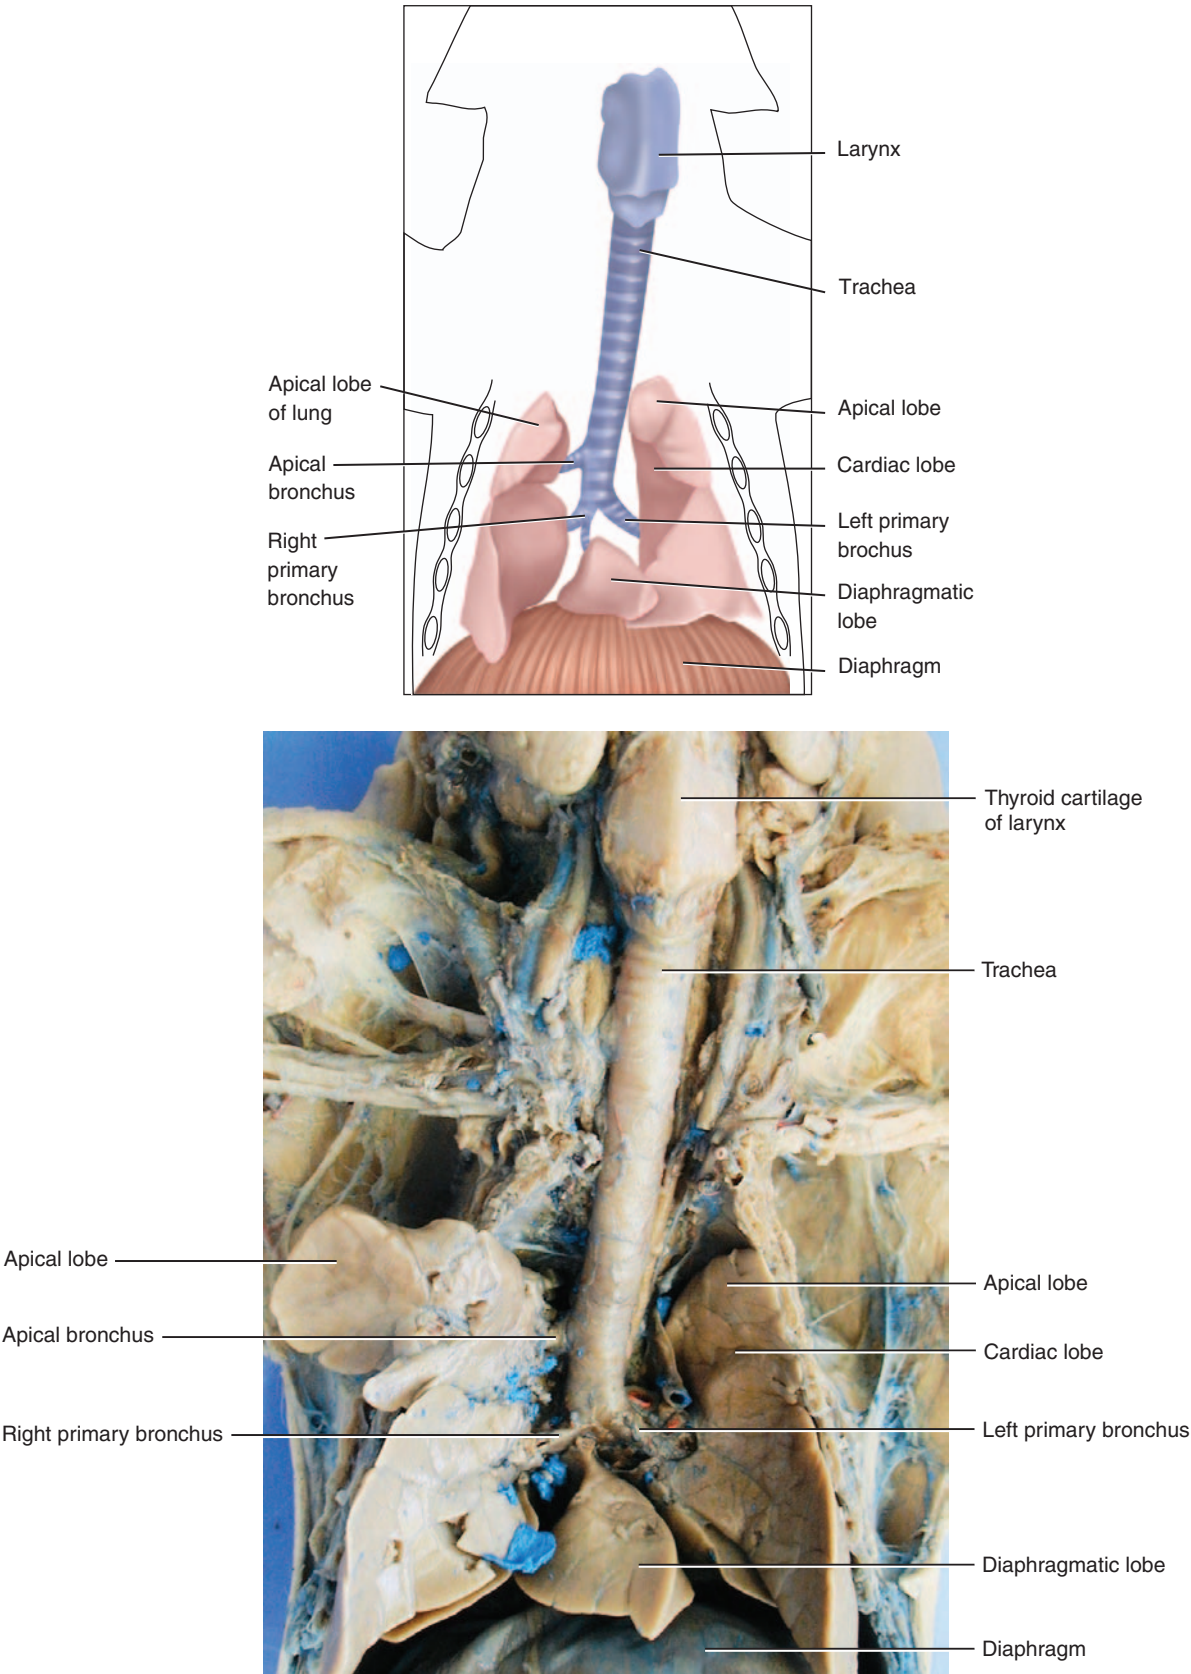 Larynx
Trachea
Apical lobe
of lung
Apical lobe
Apical
bronchus
Cardiac lobe
Right
primary
bronchus
Left primary
brochus
Diaphragmatic
lobe
Diaphragm
Thyroid cartilage
of larynx
Trachea
Apical lobe
Apical lobe
Apical bronchus
Cardiac lobe
Right primary bronchus
Left primary bronchus
Diaphragmatic lobe
Diaphragm